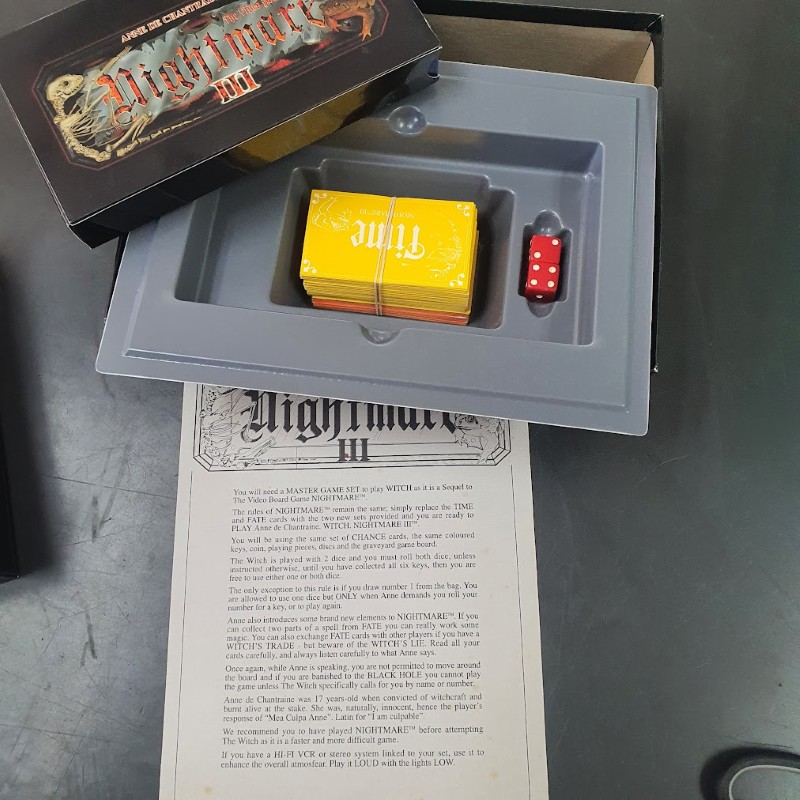 ANNE DE CHANTRAI
Nightmare
III
Time
NIGHTMARE III
Nightmare
III
You will need a MASTER GAME SET to play WITCH as it is a Sequel to
The Video Board Game NIGHTMARE™.
The rules of NIGHTMARE™ remain the same; simply replace the TIME
and FATE cards with the two new sets provided and you are ready to
PLAY Anne de Chantraine. WITCH. NIGHTMARE III™.
You will be using the same set of CHANCE cards, the same coloured
keys, coin, playing pieces, discs and the graveyard game board.
The Witch is played with 2 dice and you must roll both dice, unless
instructed otherwise, until you have collected all six keys, then you are
free to use either one or both dice.
The only exception to this rule is if you draw number 1 from the bag. You
are allowed to use one dice but ONLY when Anne demands you roll your
number for a key, or to play again.
Anne also introduces some brand new elements to NIGHTMARE™. If you
can collect two parts of a spell from FATE you can really work some
magic. You can also exchange FATE cards with other players if you have a
WITCH'S TRADE - but beware of the WITCH'S LIE. Read all your
cards carefully, and always listen carefully to what Anne says.
Once again, while Anne is speaking, you are not permitted to move around
the board and if you are banished to the BLACK HOLE you cannot play
the game unless The Witch specifically calls for you by name or number.
Anne de Chantraine was 17 years old when convicted of witchcraft and
burnt alive at the stake. She was, naturally, innocent, hence the player's
response of "Mea Culpa Anne". Latin for "I am culpable"
We recommend you to have played NIGHTMARE™ before attempting
The Witch as it is a faster and more difficult game.
If you have a HI-FI VCR or stereo system linked to your set, use it to
enhance the overall atmosfear. Play it LOUD with the lights LOW.